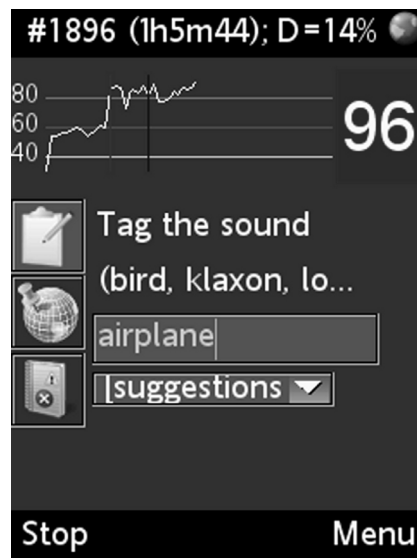 #1896 (1h5m44); D=14%
80
60
40
96
Tag the sound
(bird, klaxon, lo...
airplane
[suggestions
Stop
Menu